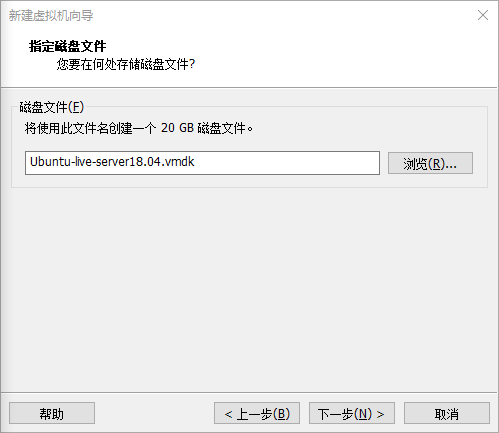 新建虚拟机向导
指定磁盘文件
您要在何处存储磁盘文件?
磁盘文件(F)
将使用此文件名创建一个 20 GB 磁盘文件。
Ubuntu-live-server18.04.vmdk
浏览(R)...
帮助
< 上一步(B)
下一步(N) >
取消